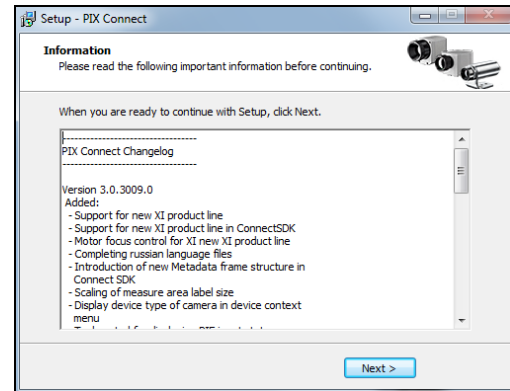 Setup - PIX Connect
Information
Please read the following important information before continuing.
When you are ready to continue with Setup, click Next.
---------------------------------
PIX Connect Changelog
---------------------------------
Version 3.0.3009.0
Added:
- Support for new XI product line
- Support for new XI product line in ConnectSDK
- Motor focus control for XI new XI product line
- Completing russian language files
- Introduction of new Metadata frame structure in
Connect SDK
- Scaling of measure area label size
- Display device type of camera in device context
menu
Next >